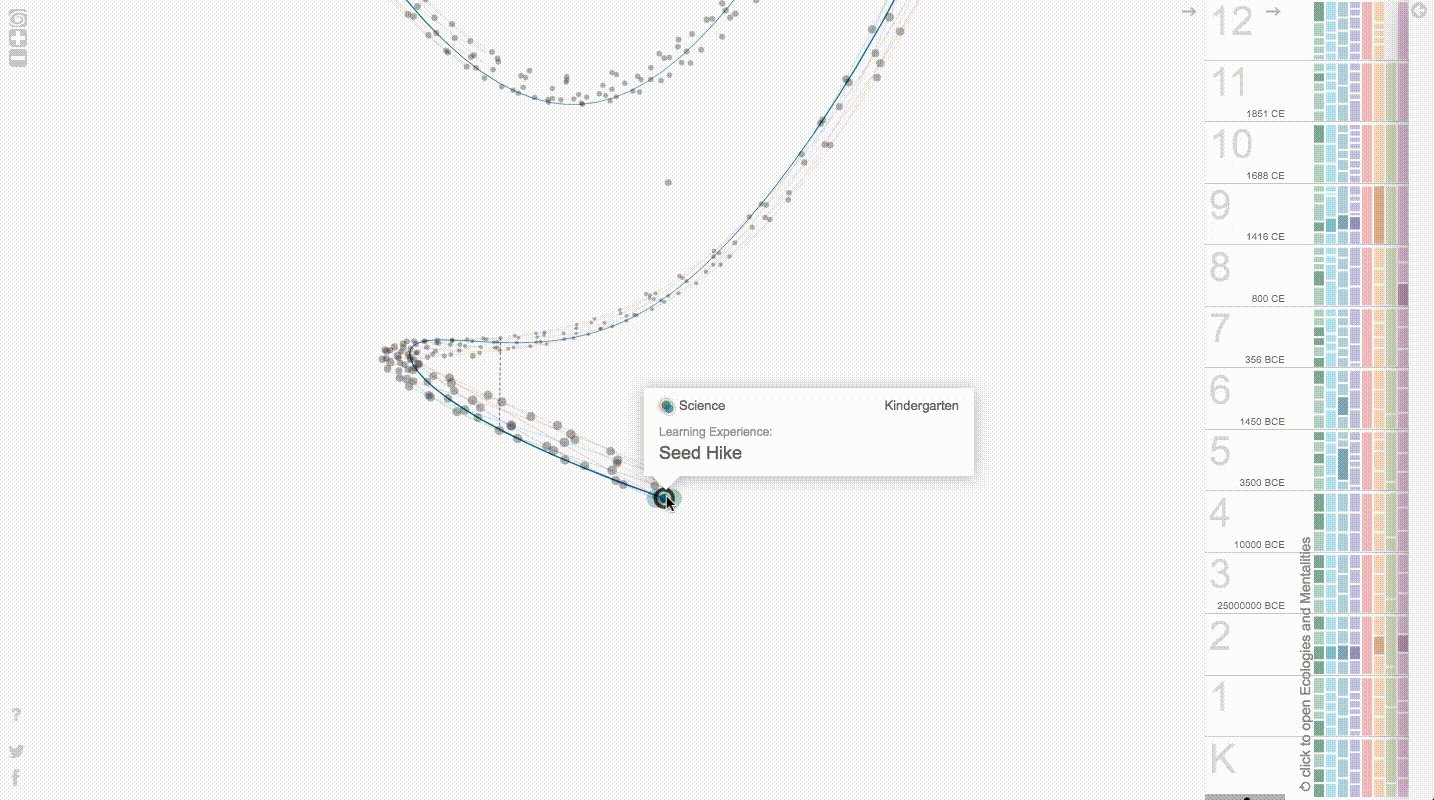 Science
Kindergarten
Learning Experience:
Seed Hike
12
11
1851 CE
10
1688 CE
9
1416 CE
8
800 CE
7
356 BCE
6
1450 BCE
5
3500 BCE
4
10000 BCE
3
25000000 BCE
2
1
K
click to open Ecologies and Mentalities
?